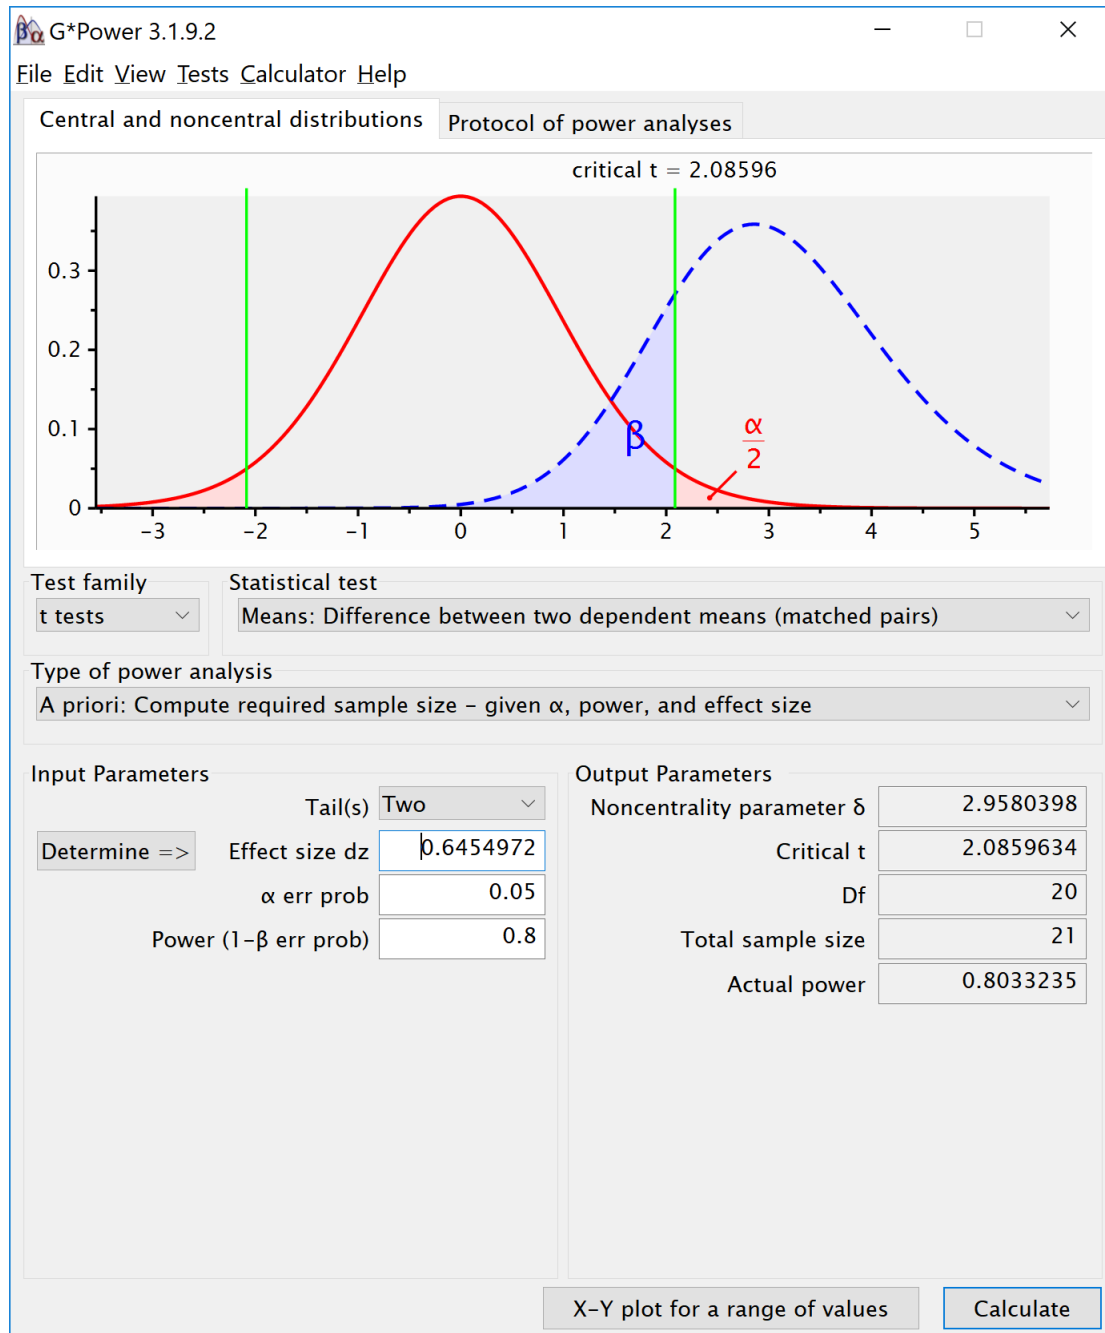 G*Power 3.1.9.2
File Edit View Tests Calculator Help
Central and noncentral distributions
Protocol of power analyses
critical t = 2.08596
0.3
0.2
0.1
0
β
α
2
-3 -2 -1 0 1 2 3 4 5
Test family
Statistical test
t tests
Means: Difference between two dependent means (matched pairs)
Type of power analysis
A priori: Compute required sample size - given α, power, and effect size
Input Parameters
Tail(s) Two
Determine =>
Effect size dz 0.6454972
α err prob 0.05
Power (1-β err prob) 0.8
Output Parameters
Noncentrality parameter δ 2.9580398
Critical t 2.0859634
Df 20
Total sample size 21
Actual power 0.8033235
X-Y plot for a range of values
Calculate